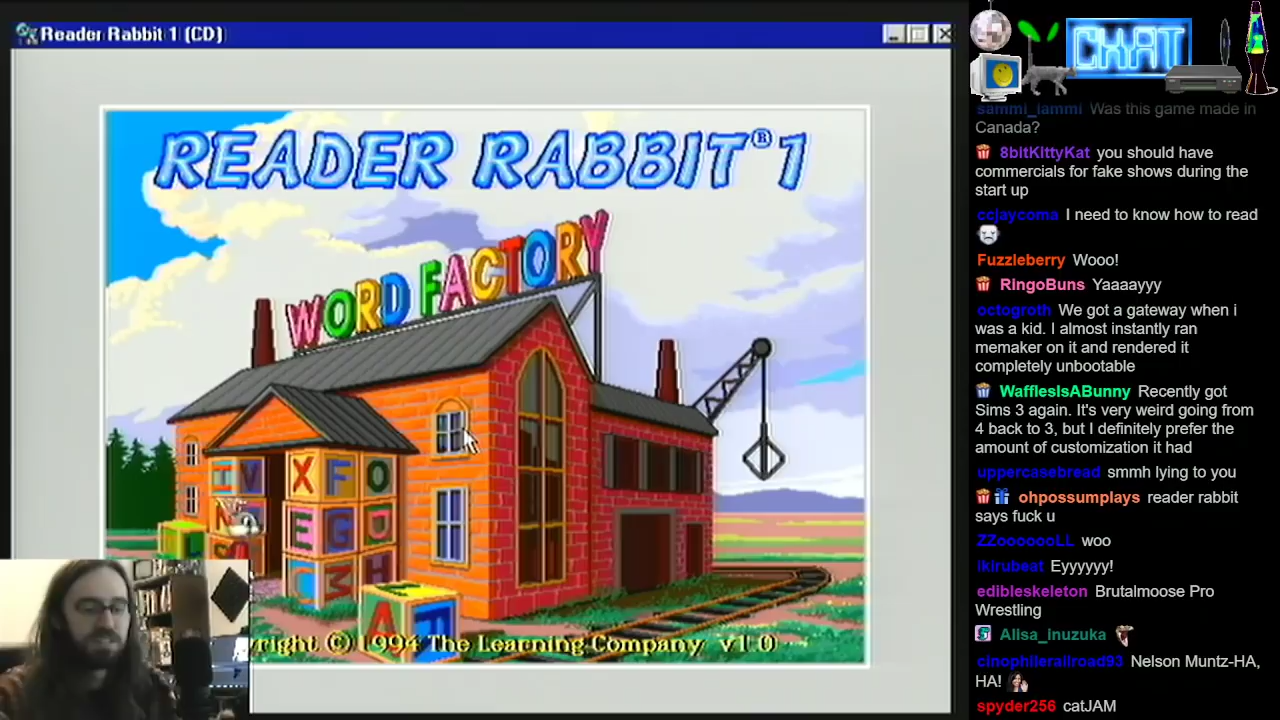 Reader Rabbit 1 (CD)
READER RABBIT® 1
WORD FACTORY
X F O
E G D
C M H
A
right © 1994 The Learning Company v1.0
CHAT
sammi_lammi Was this game made in
Canada?
8bitKittyKat you should have
commercials for fake shows during the
start up
ccjaycoma I need to know how to read
Fuzzleberry Wooo!
RingoBuns Yaaaayyy
octogroth We got a gateway when i
was a kid. I almost instantly ran
memaker on it and rendered it
completely unbootable
WafflesIsABunny Recently got
Sims 3 again. It's very weird going from
4 back to 3, but I definitely prefer the
amount of customization it had
uppercasebread smmh lying to you
ohpossumplays reader rabbit
says fuck u
ZZooooooLL woo
ikirubeat Eyyyyyy!
edibleskeleton Brutalmoose Pro
Wrestling
Alisa_inuzuka
cinophilerailroad93 Nelson Muntz-HA,
HA!
spyder256 catJAM